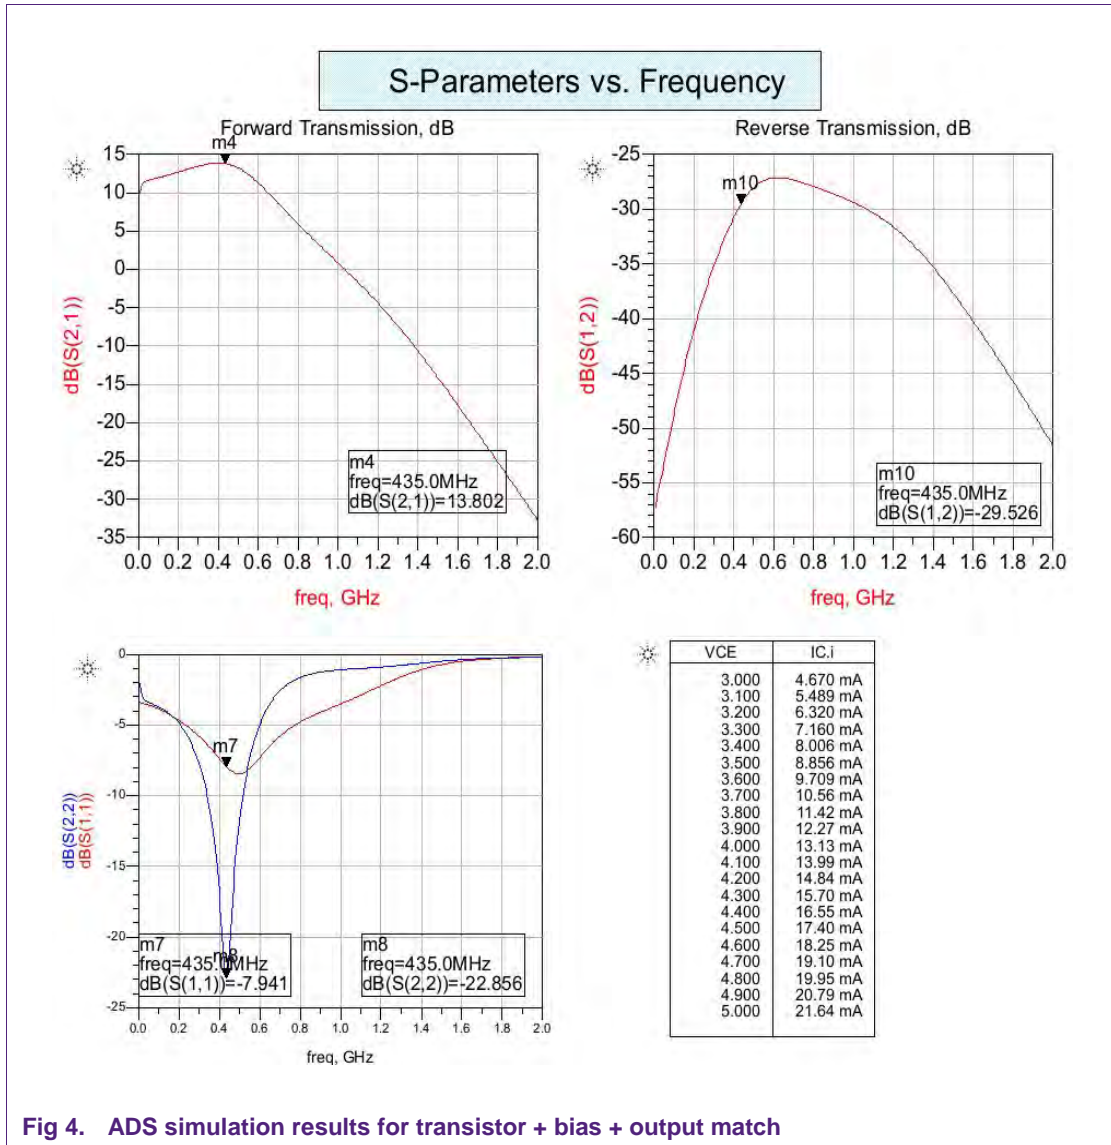 S-Parameters vs. Frequency
Forward Transmission, dB
m4
15
10
5
0
-5
-10
-15
-20
-25
-30
-35
dB(S(2,1))
m4
freq=435.0MHz
dB(S(2,1))=13.802
0.0 0.2 0.4 0.6 0.8 1.0 1.2 1.4 1.6 1.8 2.0
freq, GHz
Reverse Transmission, dB
m10
-25
-30
-35
-40
-45
-50
-55
-60
dB(S(1,2))
m10
freq=435.0MHz
dB(S(1,2))=-29.526
0.0 0.2 0.4 0.6 0.8 1.0 1.2 1.4 1.6 1.8 2.0
freq, GHz
0
-5
-10
-15
-20
-25
dB(S(2,2))
dB(S(1,1))
m7
m7
freq=435.0MHz
dB(S(1,1))=-7.941
m8
m8
freq=435.0MHz
dB(S(2,2))=-22.856
0.0 0.2 0.4 0.6 0.8 1.0 1.2 1.4 1.6 1.8 2.0
freq, GHz
VCE IC.i
3.000 4.670 mA
3.100 5.489 mA
3.200 6.320 mA
3.300 7.160 mA
3.400 8.006 mA
3.500 8.856 mA
3.600 9.709 mA
3.700 10.56 mA
3.800 11.42 mA
3.900 12.27 mA
4.000 13.13 mA
4.100 13.99 mA
4.200 14.84 mA
4.300 15.70 mA
4.400 16.55 mA
4.500 17.40 mA
4.600 18.25 mA
4.700 19.10 mA
4.800 19.95 mA
4.900 20.79 mA
5.000 21.64 mA
Fig 4. ADS simulation results for transistor + bias + output match